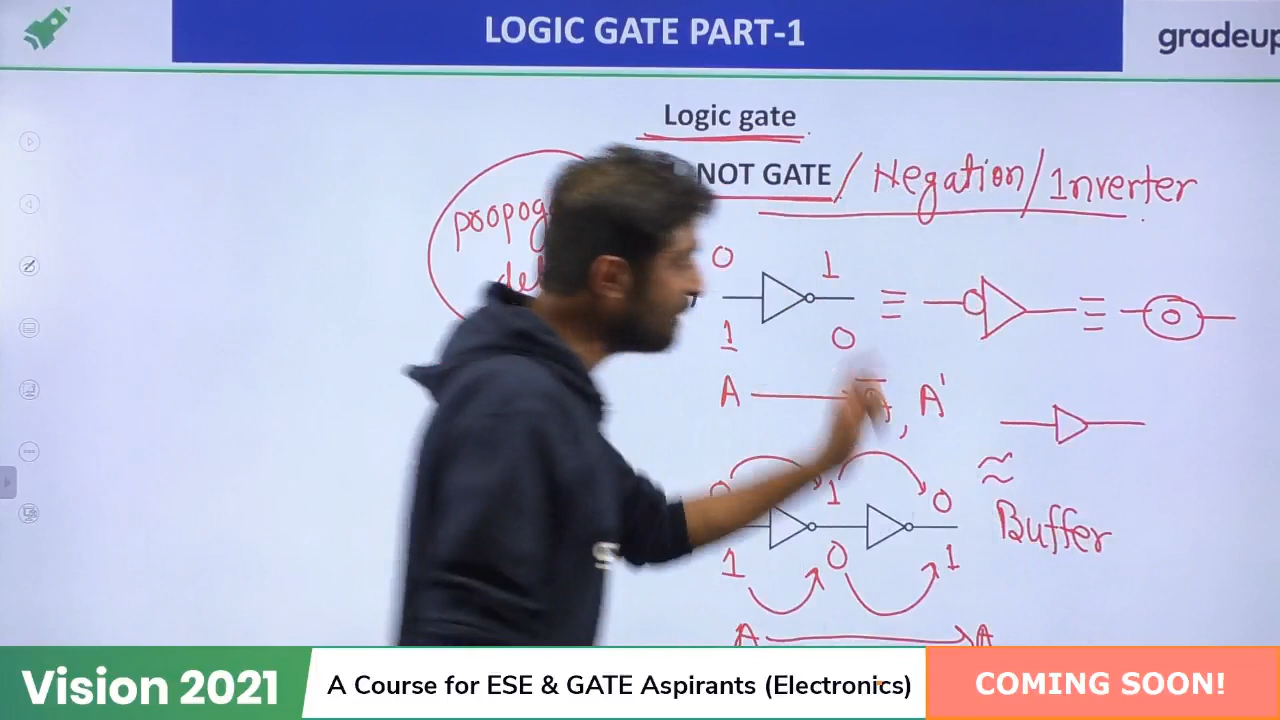 LOGIC GATE PART-1
gradeup
Logic gate
NOT GATE / Negation/Inverter
0 1
1 0
A A'
Buffer
0 1 0
1 0 1
A A
Vision 2021
A Course for ESE & GATE Aspirants (Electronics)
COMING SOON!